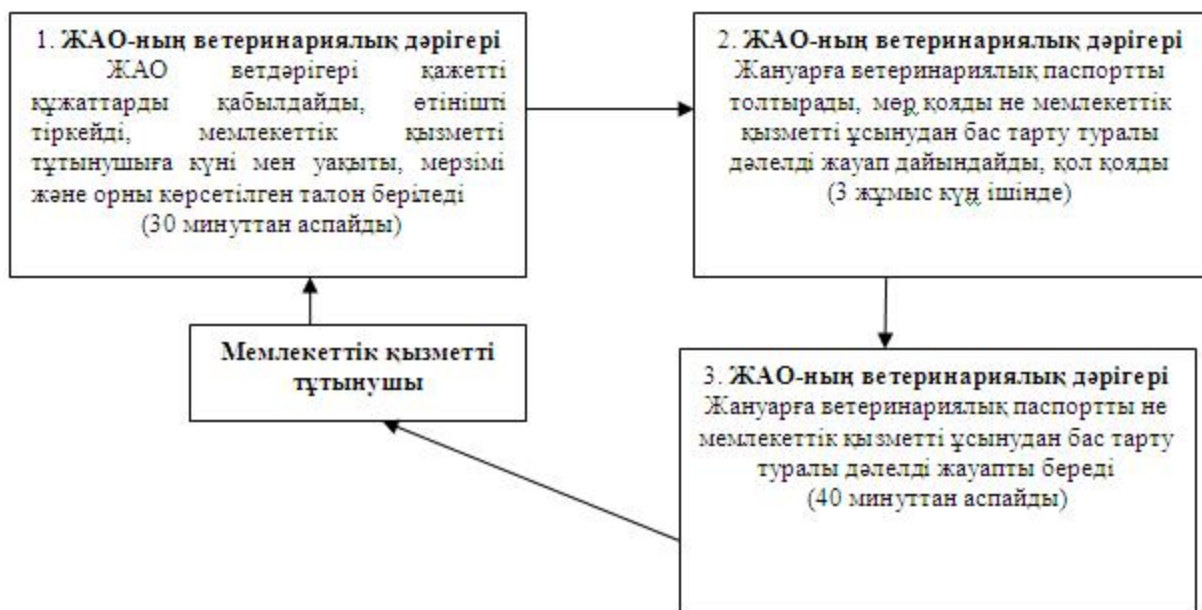 1. ЖАО-ның ветеринариялық дәрігері
ЖАО ветдәрігері қажетті
құжаттарды қабылдайды, өтінішті
тіркейді, мемлекеттік қызметті
тұтынушыға күні мен уақыты, мерзімі
және орны көрсетілген талон беріледі
(30 минуттан аспайды)
2. ЖАО-ның ветеринариялық дәрігері
Жануарға ветеринариялық паспортты
толтырады, мөр қояды не мемлекеттік
қызметті ұсынудан бас тарту туралы
дәлелді жауап дайындайды, қол қояды
(3 жұмыс күн ішінде)
Мемлекеттік қызметті
тұтынушы
3. ЖАО-ның ветеринариялық дәрігері
Жануарға ветеринариялық паспортты не
мемлекеттік қызметті ұсынудан бас тарту
туралы дәлелді жауапты береді
(40 минуттан аспайды)